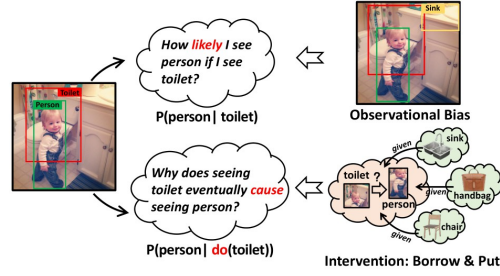 Sink
How likely I see
person if I see
toilet?
Toilet
Person
P(person| toilet)
Observational Bias
Why does seeing
toilet eventually cause
seeing person?
P(person| do(toilet))
sink
given
toilet
?
person
given
handbag
given
chair
Intervention: Borrow & Put